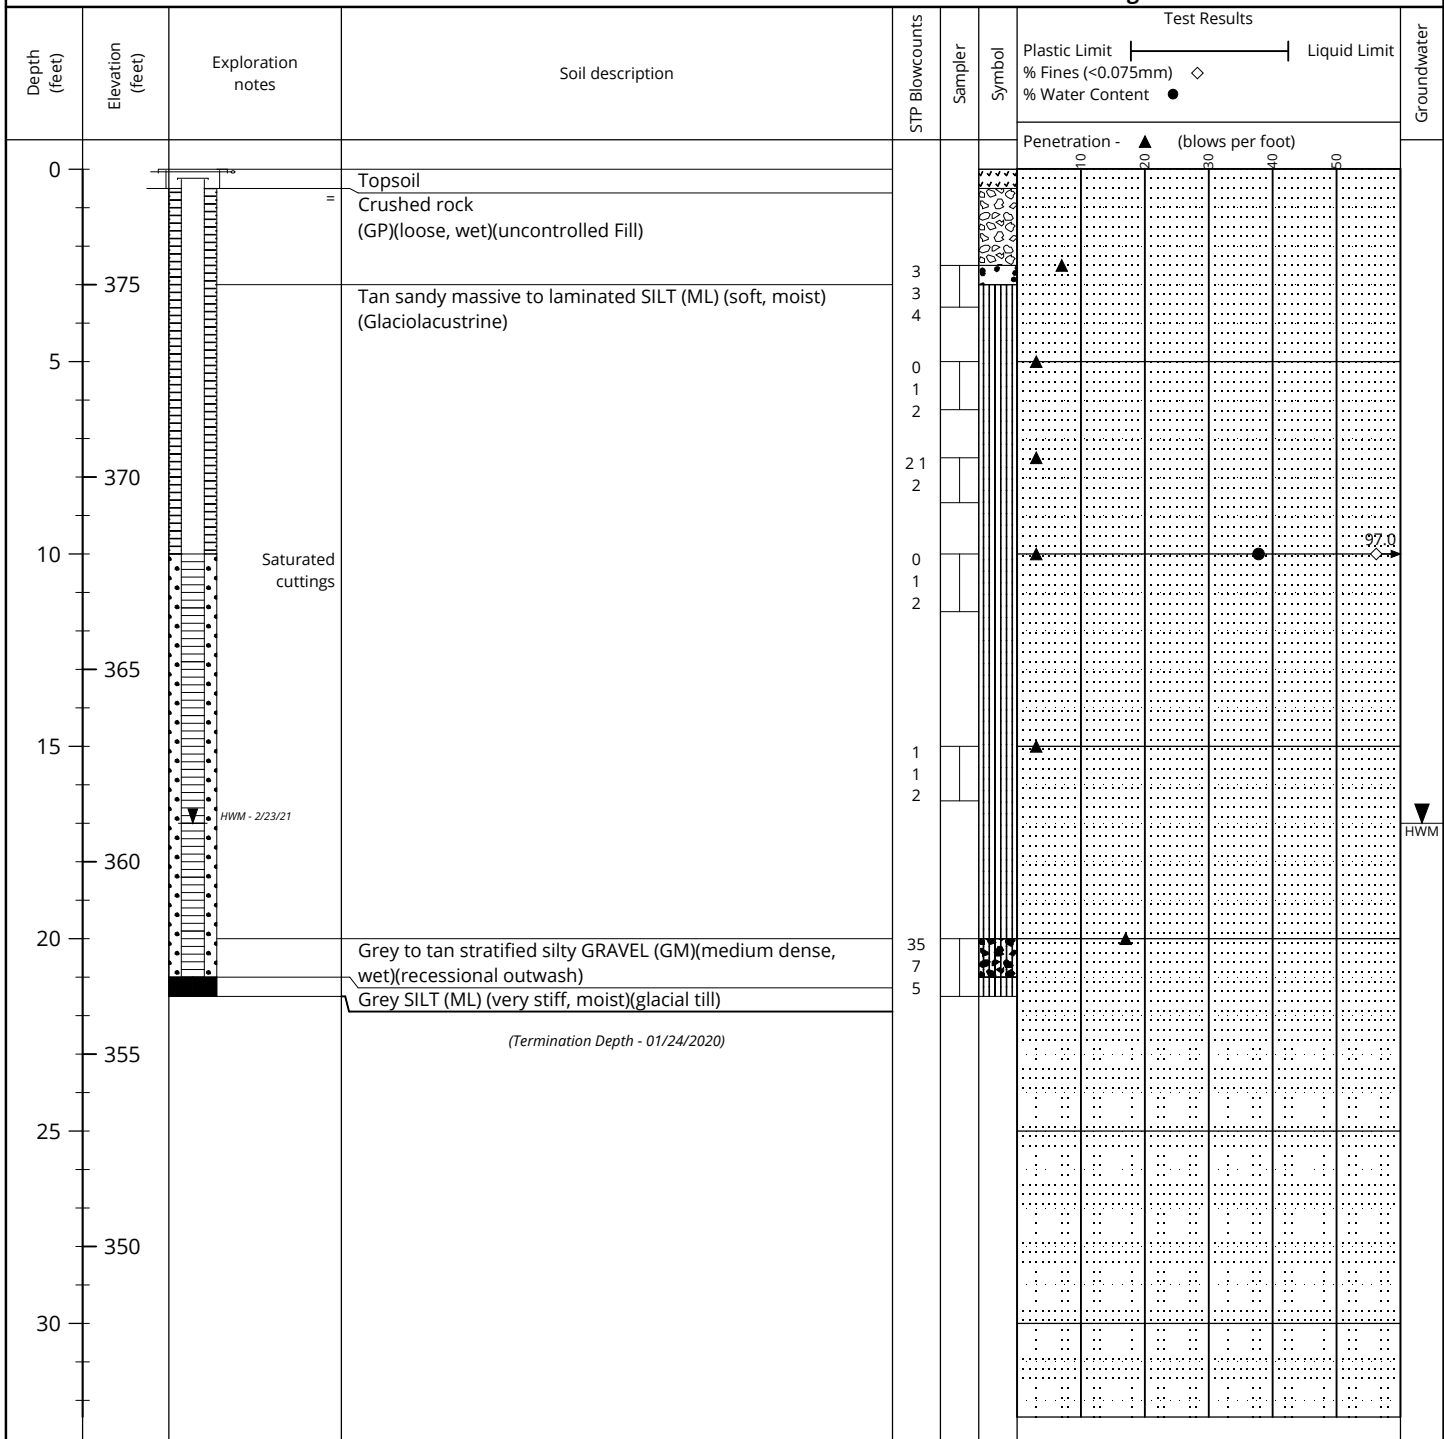 Depth
(feet)
Elevation
(feet)
Exploration
notes
Soil description
STP Blowcounts
Sampler
Symbol
Test Results
Plastic Limit
Liquid Limit
% Fines (<0.075mm)
% Water Content
Penetration -
(blows per foot)
Groundwater
10
20
30
40
50
0
Topsoil
=
Crushed rock
(GP)(loose, wet)(uncontrolled Fill)
3
375
3
Tan sandy massive to laminated SILT (ML) (soft, moist)
4
(Glaciolacustrine)
5
0
1
2
2 1
370
2
97.0
10
Saturated
0
cuttings
1
2
365
15
1
1
2
HWM - 2/23/21
HWM
360
20
Grey to tan stratified silty GRAVEL (GM)(medium dense,
35
wet)(recessional outwash)
7
Grey SILT (ML) (very stiff, moist)(glacial till)
5
(Termination Depth - 01/24/2020)
355
25
350
30